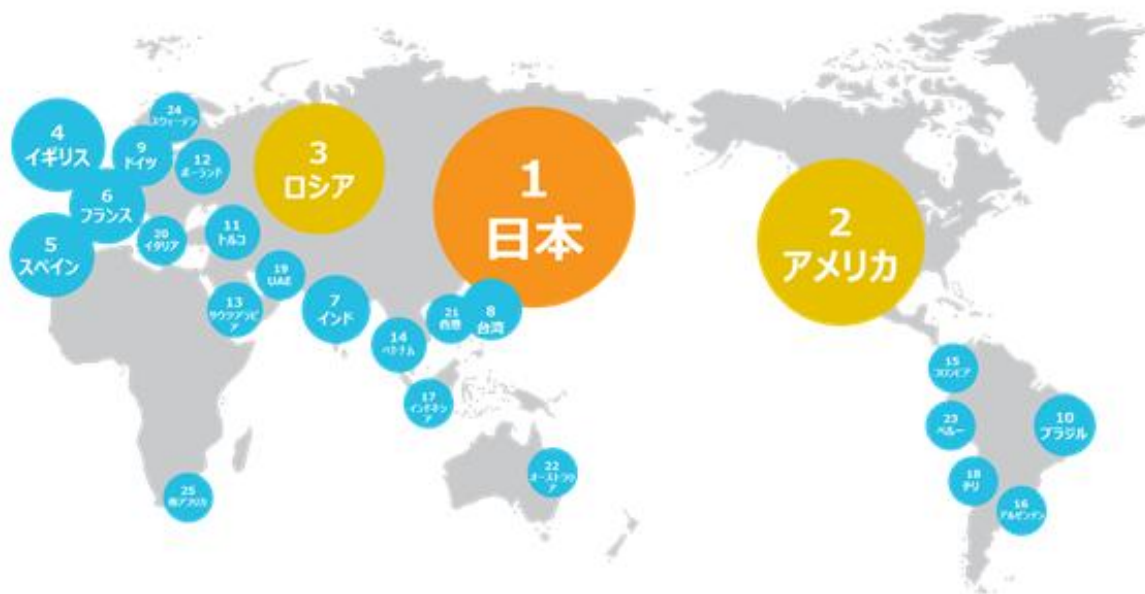 24
スウェーデン
4
イギリス
9
ドイツ
12
ポーランド
3
ロシア
1
日本
6
フランス
5
スペイン
20
イタリア
11
トルコ
19
UAE
13
サウジアラビ
ア
7
インド
21
香港
8
台湾
14
ベトナム
17
インドネシ
ア
22
オーストラリ
ア
25
南アフリカ
2
アメリカ
15
コロンビア
23
ペルー
10
ブラジル
18
チリ
16
アルゼンチン